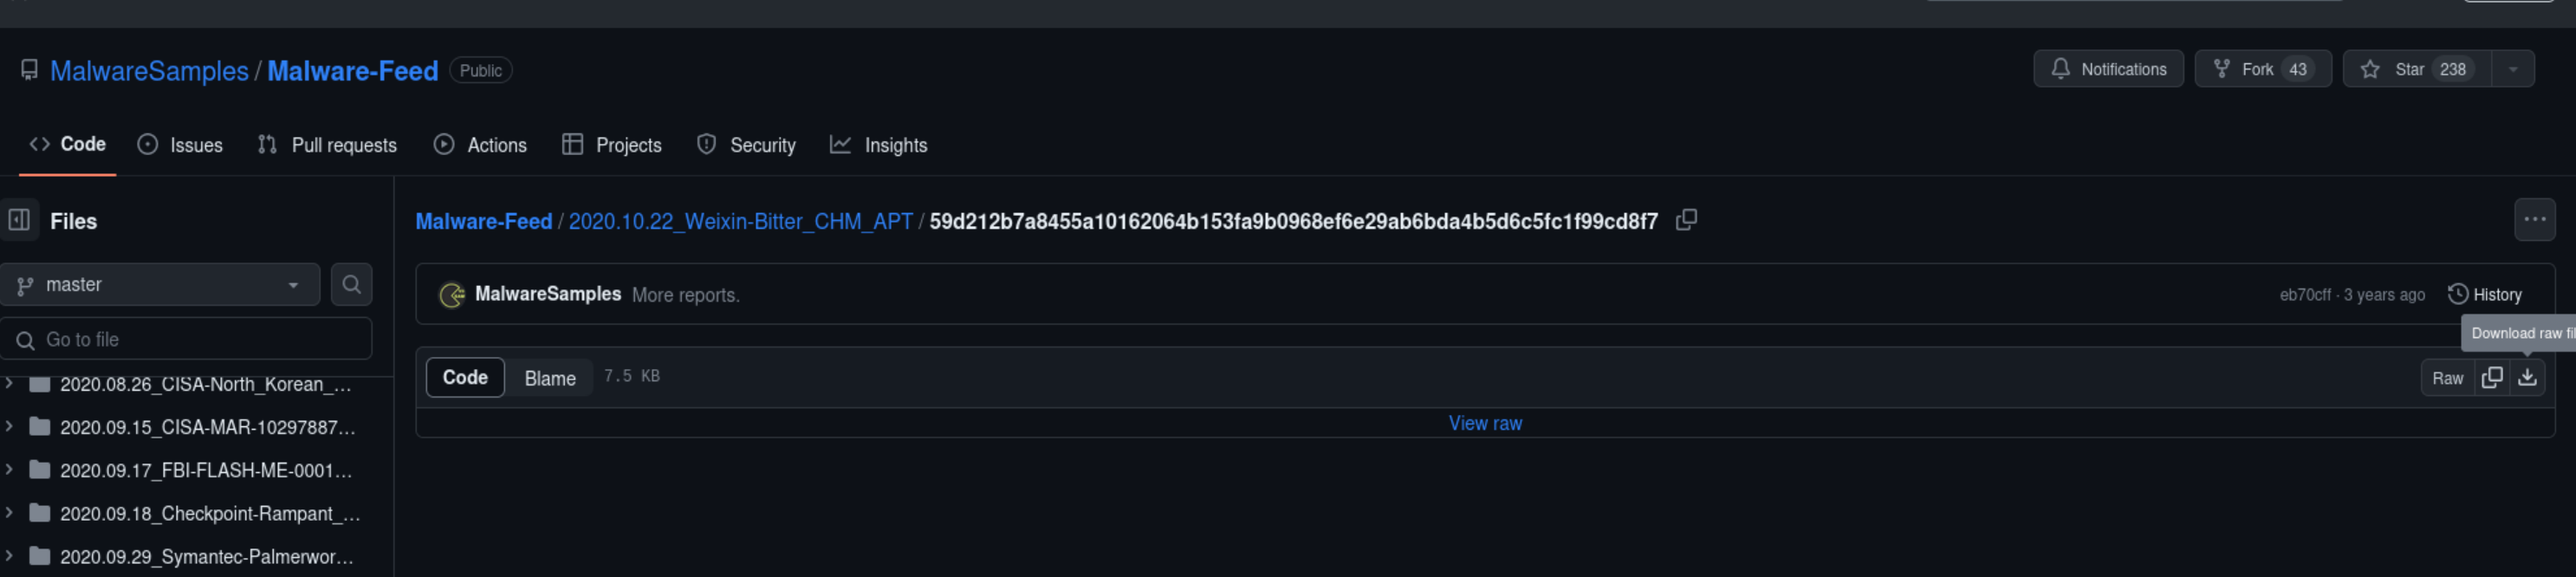 MalwareSamples / Malware-Feed Public
Notifications Fork 43 Star 238
Code Issues Pull requests Actions Projects Security Insights
Files
master
Go to file
2020.08.26_CISA-North_Korean_...
2020.09.15_CISA-MAR-10297887...
2020.09.17_FBI-FLASH-ME-0001...
2020.09.18_Checkpoint-Rampant_...
2020.09.29_Symantec-Palmerwor...
Malware-Feed / 2020.10.22_Weixin-Bitter_CHM_APT / 59d212b7a8455a10162064b153fa9b0968ef6e29ab6bda4b5d6c5fc1f99cd8f7
MalwareSamples More reports. eb70cff · 3 years ago History
Download raw fil
Code Blame 7.5 KB Raw
View raw